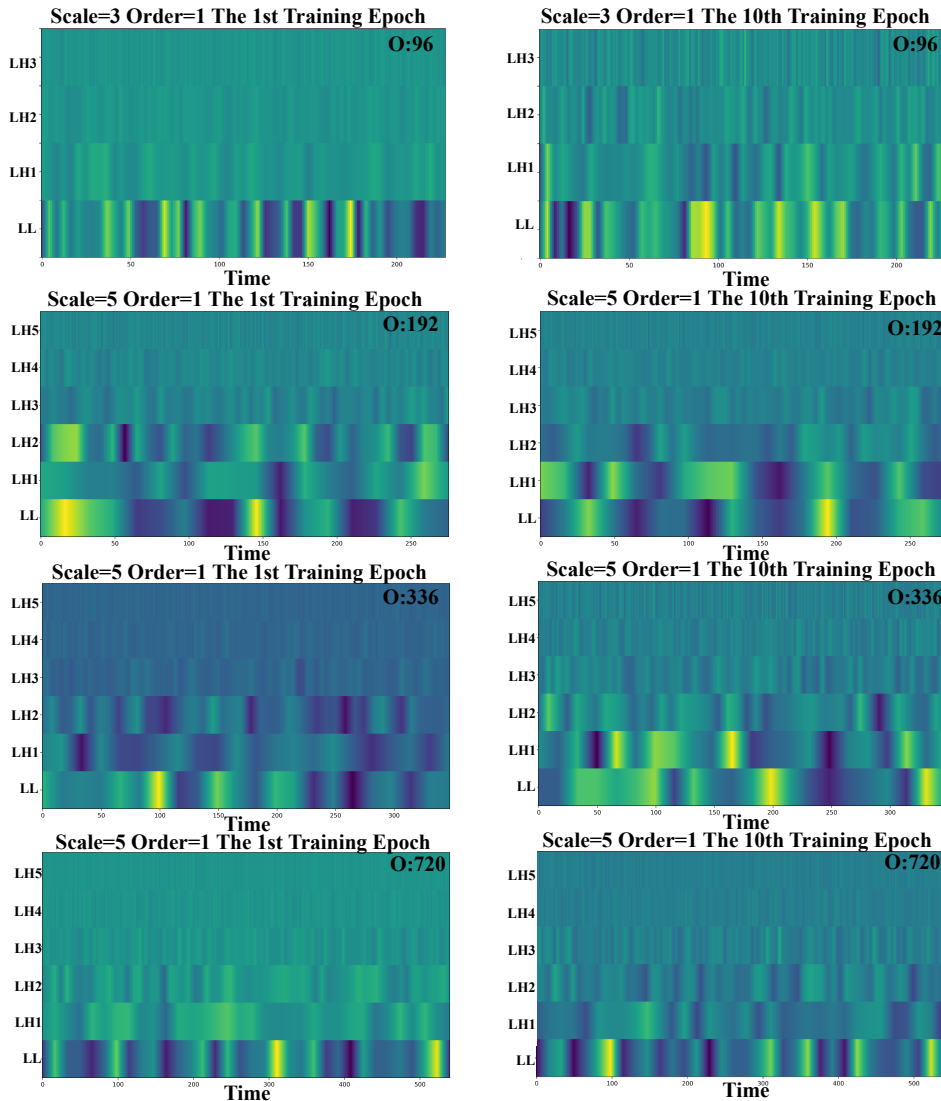 Scale=3 Order=1 The 1st Training Epoch
O:96
LH3
LH2
LH1
LL
0 50 100 150 200
Time
Scale=3 Order=1 The 10th Training Epoch
O:96
LH3
LH2
LH1
LL
0 50 100 150 200
Time
Scale=5 Order=1 The 1st Training Epoch
O:192
LH5
LH4
LH3
LH2
LH1
LL
0 50 100 150 200 250
Time
Scale=5 Order=1 The 10th Training Epoch
O:192
LH5
LH4
LH3
LH2
LH1
LL
0 50 100 150 200 250
Time
Scale=5 Order=1 The 1st Training Epoch
O:336
LH5
LH4
LH3
LH2
LH1
LL
0 50 100 150 200 250 300
Time
Scale=5 Order=1 The 10th Training Epoch
O:336
LH5
LH4
LH3
LH2
LH1
LL
0 50 100 150 200 250 300
Time
Scale=5 Order=1 The 1st Training Epoch
O:720
LH5
LH4
LH3
LH2
LH1
LL
0 100 200 300 400 500
Time
Scale=5 Order=1 The 10th Training Epoch
O:720
LH5
LH4
LH3
LH2
LH1
LL
0 100 200 300 400 500
Time